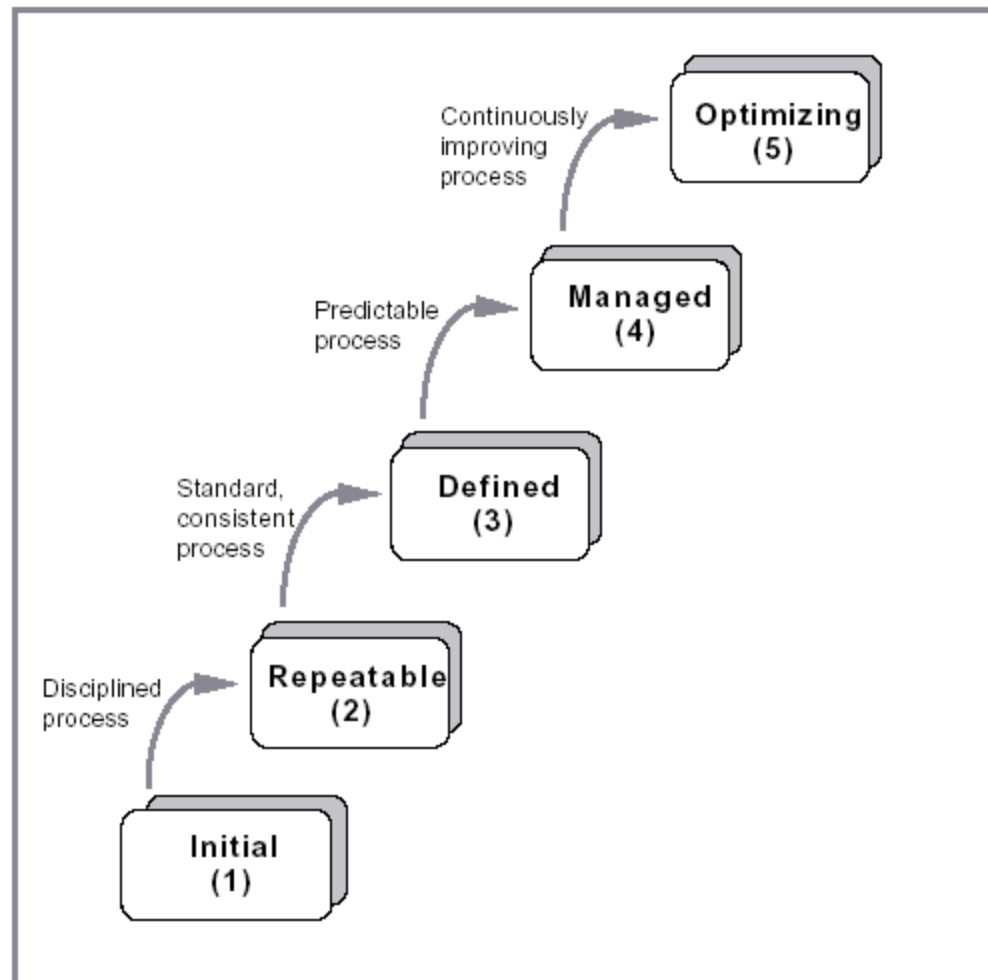 Continuously
improving
process
Optimizing
(5)
Predictable
process
Managed
(4)
Standard,
consistent
process
Defined
(3)
Disciplined
process
Repeatable
(2)
Initial
(1)